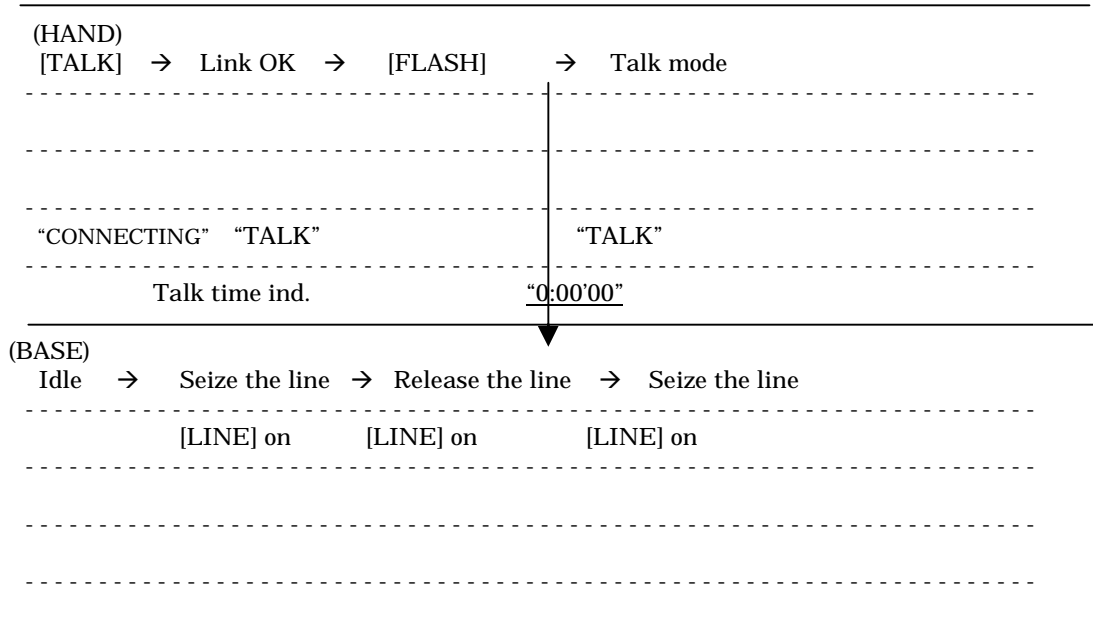 (HAND)
[TALK] → Link OK → [FLASH] → Talk mode
“CONNECTING” “TALK” “TALK”
Talk time ind. “0:00’00”
(BASE)
Idle → Seize the line → Release the line → Seize the line
[LINE] on [LINE] on [LINE] on